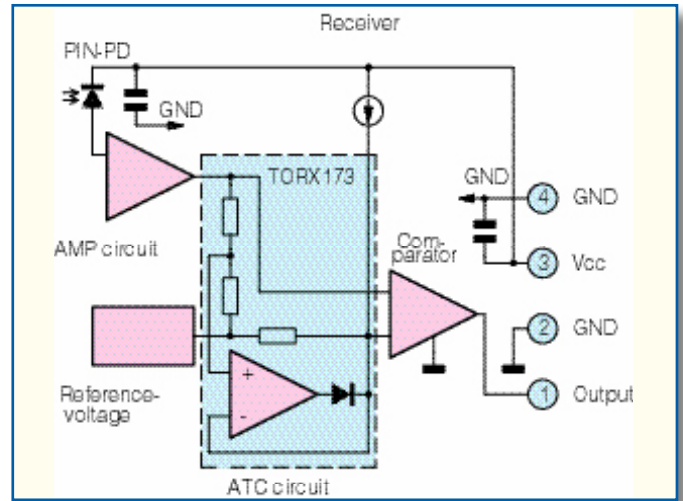 Receiver
PIN-PD
GND
TORX173
GND
4 GND
AMP circuit
Com-
parator
3 Vcc
2 GND
+
Reference-
voltage
-
1 Output
ATC circuit